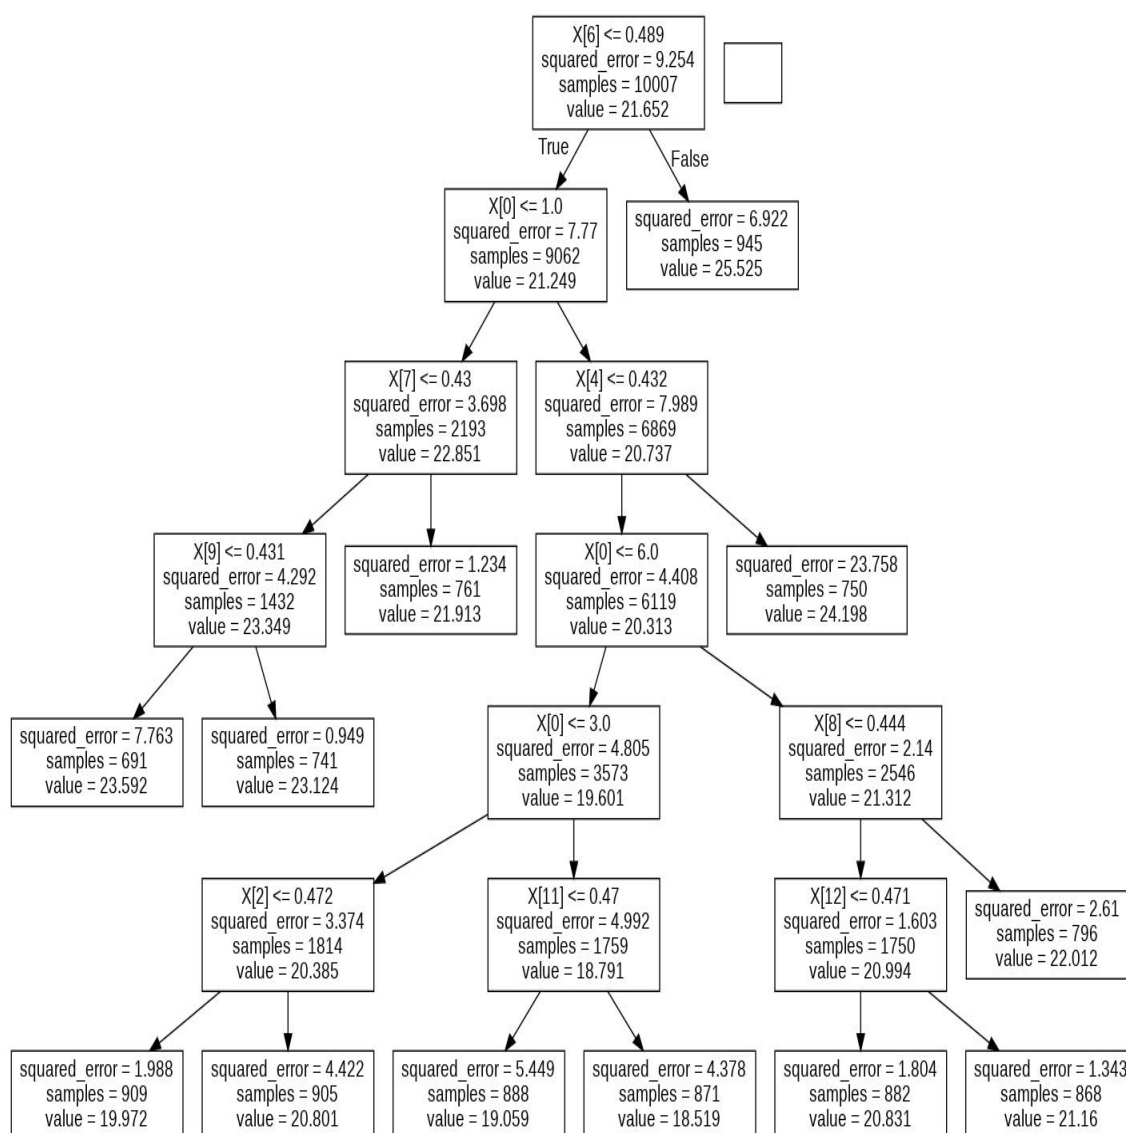 X[6] <= 0.489
squared_error = 9.254
samples = 10007
value = 21.652
True
False
X[0] <= 1.0
squared_error = 7.77
samples = 9062
value = 21.249
squared_error = 6.922
samples = 945
value = 25.525
X[7] <= 0.43
squared_error = 3.698
samples = 2193
value = 22.851
X[4] <= 0.432
squared_error = 7.989
samples = 6869
value = 20.737
X[9] <= 0.431
squared_error = 4.292
samples = 1432
value = 23.349
squared_error = 1.234
samples = 761
value = 21.913
X[0] <= 6.0
squared_error = 4.408
samples = 6119
value = 20.313
squared_error = 23.758
samples = 750
value = 24.198
squared_error = 7.763
samples = 691
value = 23.592
squared_error = 0.949
samples = 741
value = 23.124
X[0] <= 3.0
squared_error = 4.805
samples = 3573
value = 19.601
X[8] <= 0.444
squared_error = 2.14
samples = 2546
value = 21.312
X[2] <= 0.472
squared_error = 3.374
samples = 1814
value = 20.385
X[11] <= 0.47
squared_error = 4.992
samples = 1759
value = 18.791
X[12] <= 0.471
squared_error = 1.603
samples = 1750
value = 20.994
squared_error = 2.61
samples = 796
value = 22.012
squared_error = 1.988
samples = 909
value = 19.972
squared_error = 4.422
samples = 905
value = 20.801
squared_error = 5.449
samples = 888
value = 19.059
squared_error = 4.378
samples = 871
value = 18.519
squared_error = 1.804
samples = 882
value = 20.831
squared_error = 1.343
samples = 868
value = 21.16